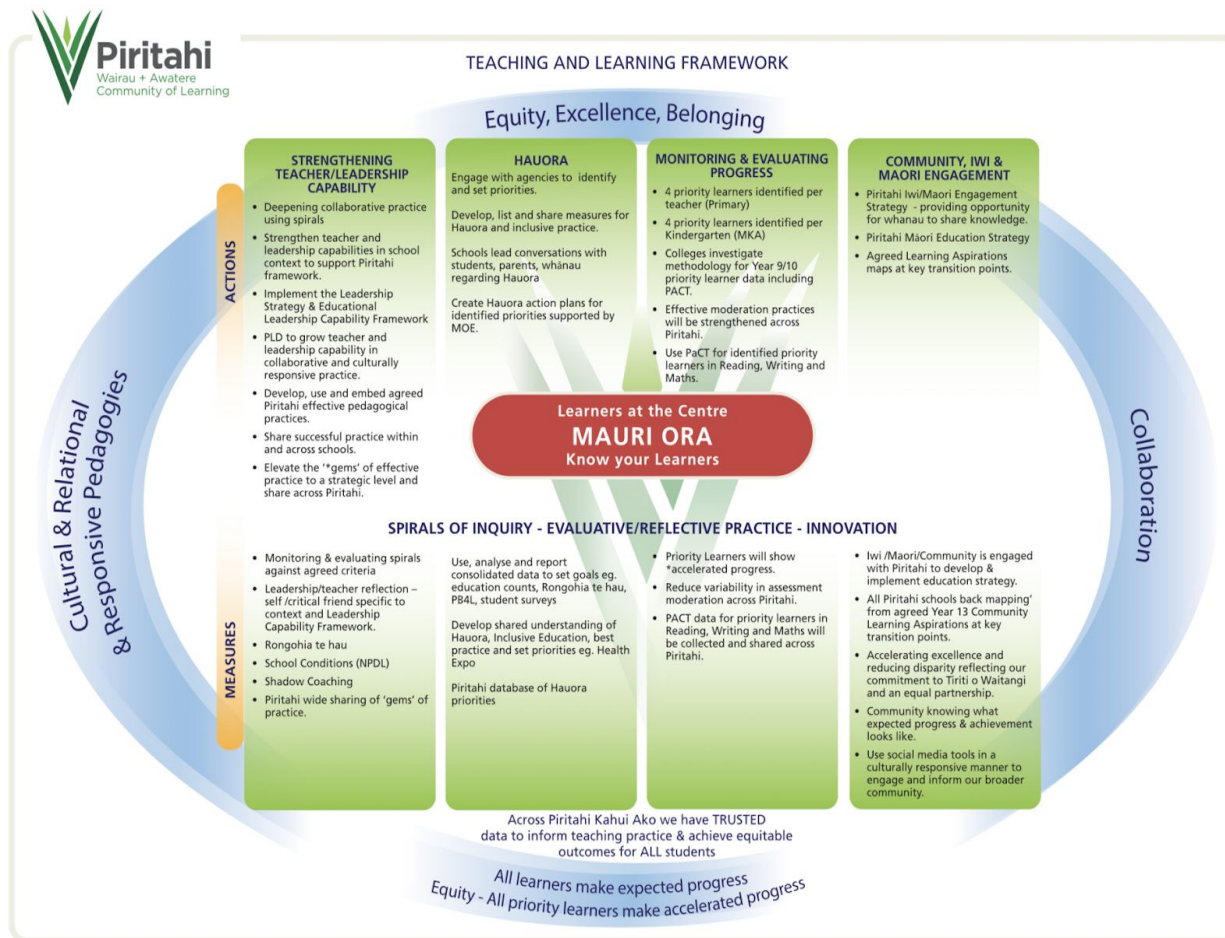 Piritahi
Wairau + Awatere
Community of Learning
TEACHING AND LEARNING FRAMEWORK
Equity, Excellence, Belonging
Cultural & Relational
& Responsive Pedagogies
Collaboration
ACTIONS
STRENGTHENING
TEACHER/LEADERSHIP
CAPABILITY
• Deepening collaborative practice
using spirals
• Strengthen teacher and
leadership capabilities in school
context to support Piritahi
framework.
• Implement the Leadership
Strategy & Educational
Leadership Capability Framework
• PLD to grow teacher and
leadership capability in
collaborative and culturally
responsive practice.
• Develop, use and embed agreed
Piritahi effective pedagogical
practices.
• Share successful practice within
and across schools.
• Elevate the '*gems' of effective
practice to a strategic level and
share across Piritahi.
HAUORA
Engage with agencies to identify
and set priorities.
Develop, list and share measures for
Hauora and inclusive practice.
Schools lead conversations with
students, parents, whānau
regarding Hauora
Create Hauora action plans for
identified priorities supported by
MOE.
MONITORING & EVALUATING
PROGRESS
• 4 priority learners identified per
teacher (Primary)
• 4 priority learners identified per
Kindergarten (MKA)
• Colleges investigate
methodology for Year 9/10
priority learner data including
PACT.
• Effective moderation practices
will be strengthened across
Piritahi.
• Use PaCT for identified priority
learners in Reading, Writing and
Maths.
COMMUNITY, IWI &
MAORI ENGAGEMENT
• Piritahi Iwi/Maori Engagement
Strategy - providing opportunity
for whanau to share knowledge.
• Piritahi Māori Education Strategy
• Agreed Learning Aspirations
maps at key transition points.
Learners at the Centre
MAURI ORA
Know your Learners
SPIRALS OF INQUIRY - EVALUATIVE/REFLECTIVE PRACTICE - INNOVATION
MEASURES
• Monitoring & evaluating spirals
against agreed criteria
• Leadership/teacher reflection –
self /critical friend specific to
context and Leadership
Capability Framework.
• Rongohia te hau
• School Conditions (NPDL)
• Shadow Coaching
• Piritahi wide sharing of 'gems' of
practice.
Use, analyse and report
consolidated data to set goals eg.
education counts, Rongohia te hau,
PB4L, student surveys
Develop shared understanding of
Hauora, Inclusive Education, best
practice and set priorities eg. Health
Expo
Piritahi database of Hauora
priorities
• Priority Learners will show
*accelerated progress.
• Reduce variability in assessment
moderation across Piritahi.
• PACT data for priority learners in
Reading, Writing and Maths will
be collected and shared across
Piritahi.
• Iwi /Maori/Community is engaged
with Piritahi to develop &
implement education strategy.
• All Piritahi schools back mapping'
from agreed Year 13 Community
Learning Aspirations at key
transition points.
• Accelerating excellence and
reducing disparity reflecting our
commitment to Tiriti o Waitangi
and an equal partnership.
• Community knowing what
expected progress & achievement
looks like.
• Use social media tools in a
culturally responsive manner to
engage and inform our broader
community.
Across Piritahi Kahui Ako we have TRUSTED
data to inform teaching practice & achieve equitable
outcomes for ALL students
All learners make expected progress
Equity - All priority learners make accelerated progress